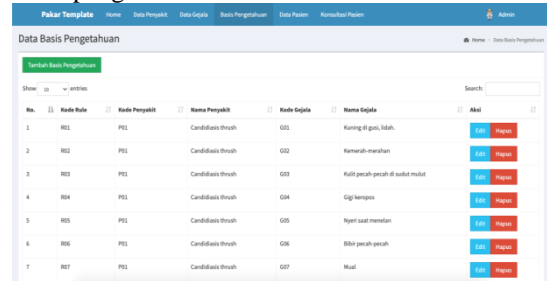 Pakar Template Home Data Penyakit Data Gejala Basis Pengetahuan Data Pasien Konsultasi Pasien Admin
Data Basis Pengetahuan
Home Data Basis Pengetahuan
Tambah Basis Pengetahuan
Show 10 entries Search:
No. Kode Rule Kode Penyakit Nama Penyakit Kode Gejala Nama Gejala Aksi
1 R01 P01 Candidiasis thrush G01 Kuning di gusi, lidah. Edit Hapus
2 R02 P01 Candidiasis thrush G02 Kemerah-merahan Edit Hapus
3 R03 P01 Candidiasis thrush G03 Kulit pecah-pecah di sudut mulut Edit Hapus
4 R04 P01 Candidiasis thrush G04 Gigi keropos Edit Hapus
5 R05 P01 Candidiasis thrush G05 Nyeri saat menelan Edit Hapus
6 R06 P01 Candidiasis thrush G06 Bibir pecah-pecah Edit Hapus
7 R07 P01 Candidiasis thrush G07 Mual Edit Hapus